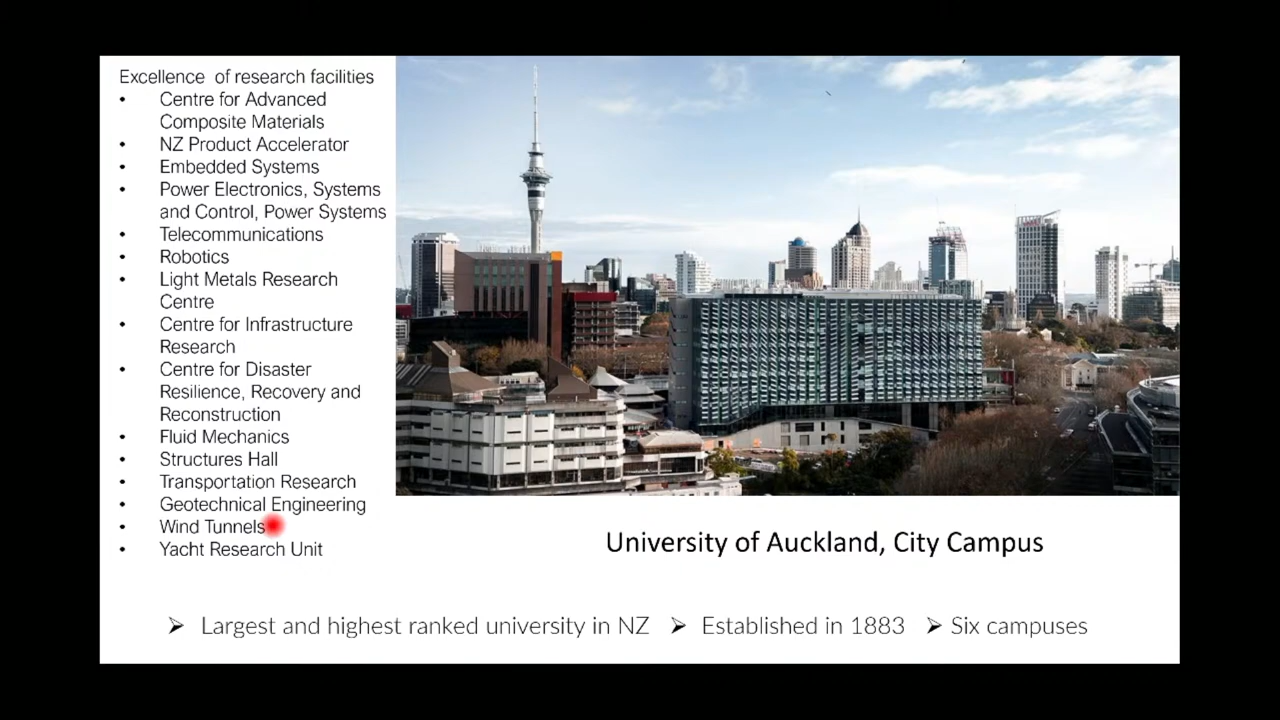 Excellence of research facilities
• Centre for Advanced
Composite Materials
• NZ Product Accelerator
• Embedded Systems
• Power Electronics, Systems
and Control, Power Systems
• Telecommunications
• Robotics
• Light Metals Research
Centre
• Centre for Infrastructure
Research
• Centre for Disaster
Resilience, Recovery and
Reconstruction
• Fluid Mechanics
• Structures Hall
• Transportation Research
• Geotechnical Engineering
• Wind Tunnels
• Yacht Research Unit
University of Auckland, City Campus
➢ Largest and highest ranked university in NZ ➢ Established in 1883 ➢ Six campuses